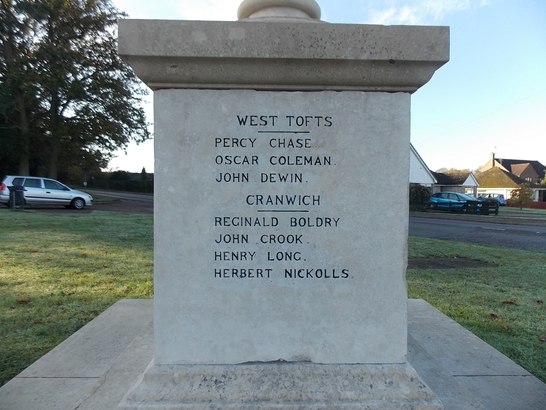 WEST TOFTS
PERCY CHASE
OSCAR COLEMAN.
JOHN DEWIN.
CRANWICH
REGINALD BOLDRY
JOHN CROOK.
HENRY LONG.
HERBERT NICKOLLS.